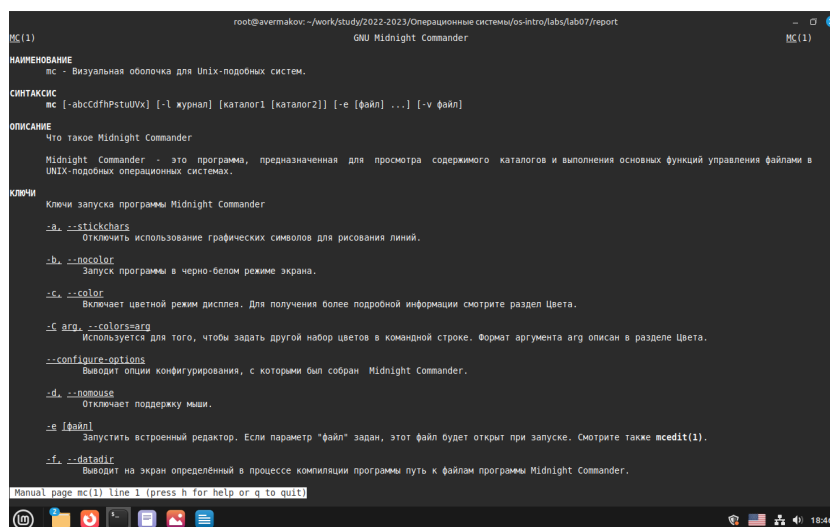 root@avermakov: ~/work/study/2022-2023/Операционные системы/os-intro/labs/lab07/report
MC(1) GNU Midnight Commander MC(1)
НАИМЕНОВАНИЕ
mc - Визуальная оболочка для Unix-подобных систем.
СИНТАКСИС
mc [-abcCdfhPstuUVx] [-l журнал] [каталог1 [каталог2]] [-e [файл] ...] [-v файл]
ОПИСАНИЕ
Что такое Midnight Commander
Midnight Commander - это программа, предназначенная для просмотра содержимого каталогов и выполнения основных функций управления файлами в
UNIX-подобных операционных системах.
КЛЮЧИ
Ключи запуска программы Midnight Commander
-a, --stickchars
Отключить использование графических символов для рисования линий.
-b, --nocolor
Запуск программы в черно-белом режиме экрана.
-c, --color
Включает цветной режим дисплея. Для получения более подробной информации смотрите раздел Цвета.
-C arg, --colors=arg
Используется для того, чтобы задать другой набор цветов в командной строке. Формат аргумента arg описан в разделе Цвета.
--configure-options
Выводит опции конфигурирования, с которыми был собран Midnight Commander.
-d, --nomouse
Отключает поддержку мыши.
-e [файл]
Запустить встроенный редактор. Если параметр "файл" задан, этот файл будет открыт при запуске. Смотрите также mcedit(1).
-f, --datadir
Выводит на экран определённый в процессе компиляции программы путь к файлам программы Midnight Commander.
Manual page mc(1) line 1 (press h for help or q to quit)
2